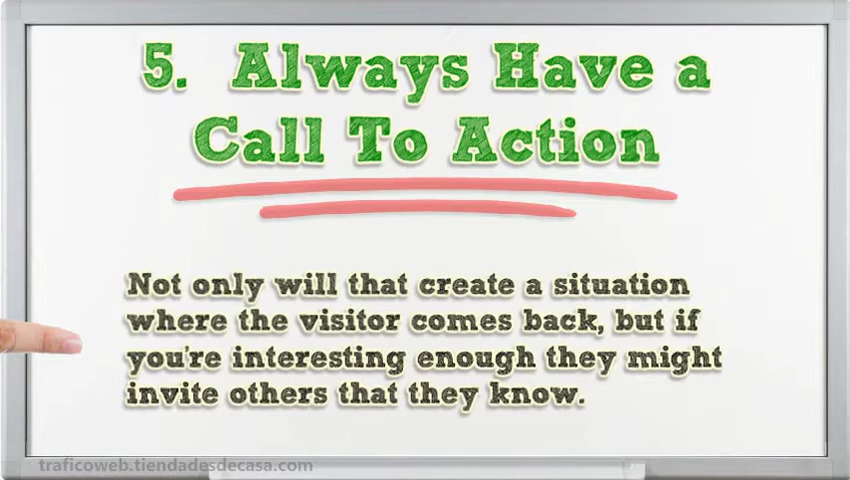 5. Always Have a
Call To Action
Not only will that create a situation
where the visitor comes back, but if
you're interesting enough they might
invite others that they know.
traficoweb.tiendadesdecasa.com